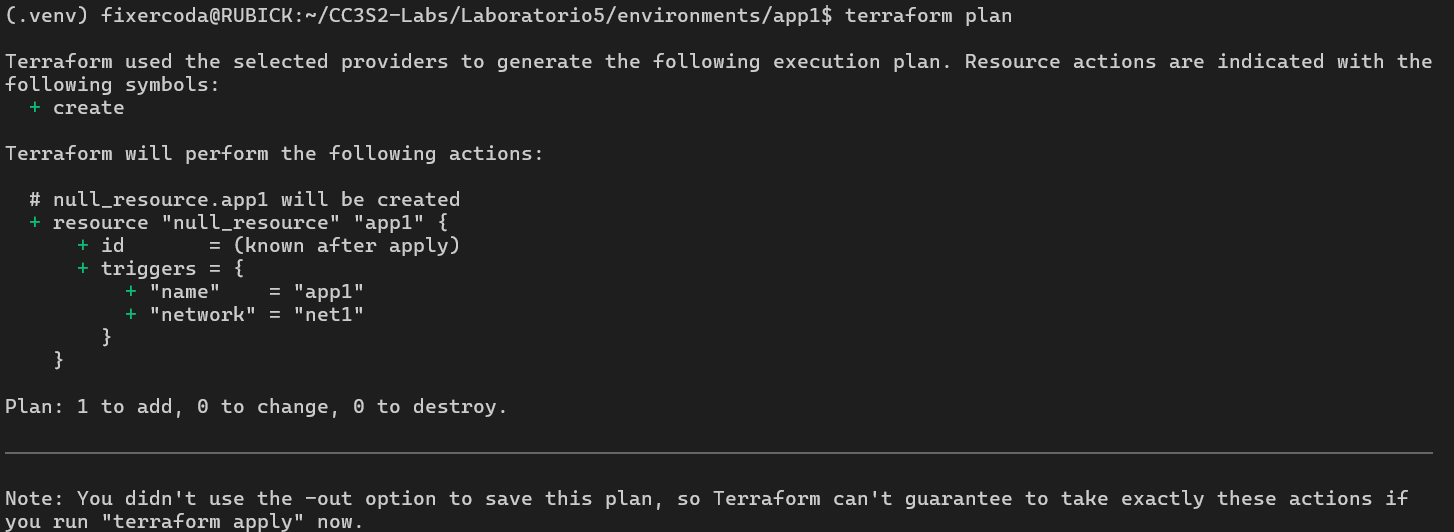 (.venv) fixercoda@RUBICK:~/CC3S2-Labs/Laboratorio5/environments/app1$ terraform plan
Terraform used the selected providers to generate the following execution plan. Resource actions are indicated with the
following symbols:
  + create
Terraform will perform the following actions:
  # null_resource.app1 will be created
  + resource "null_resource" "app1" {
      + id       = (known after apply)
      + triggers = {
          + "name"    = "app1"
          + "network" = "net1"
        }
    }
Plan: 1 to add, 0 to change, 0 to destroy.
Note: You didn't use the -out option to save this plan, so Terraform can't guarantee to take exactly these actions if
you run "terraform apply" now.